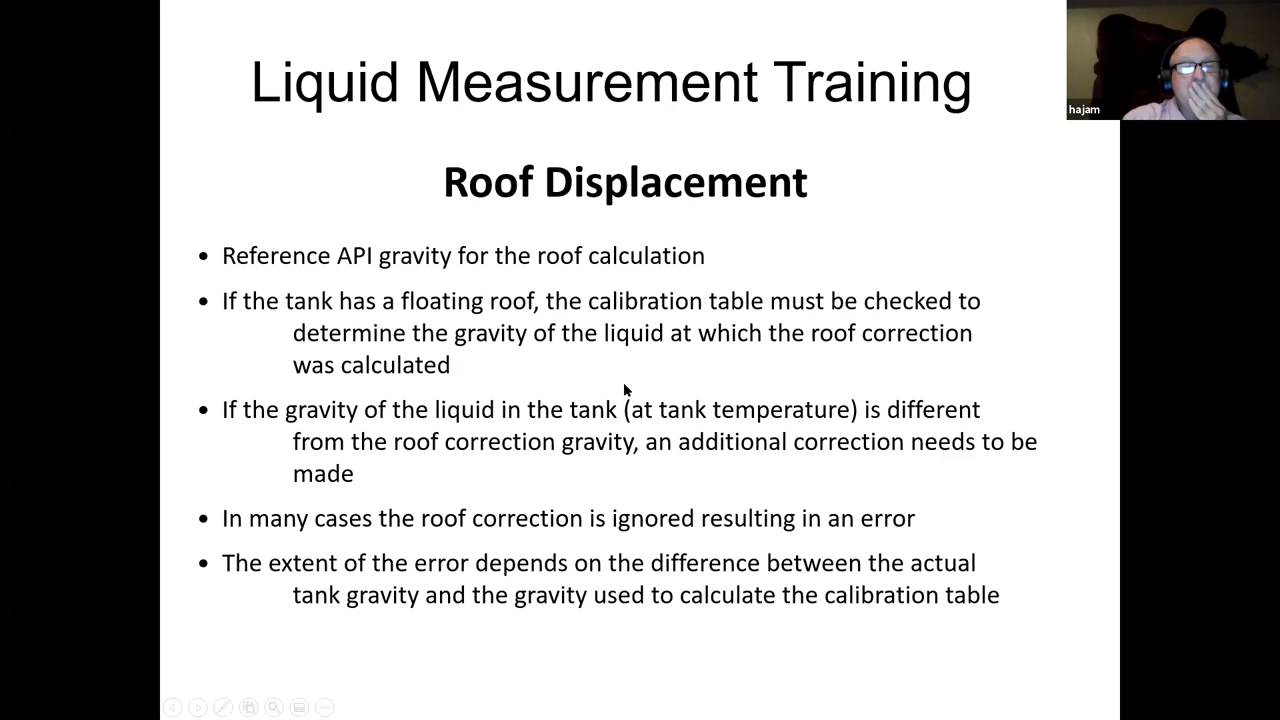 Liquid Measurement Training
hajam
Roof Displacement
• Reference API gravity for the roof calculation
• If the tank has a floating roof, the calibration table must be checked to
determine the gravity of the liquid at which the roof correction
was calculated
• If the gravity of the liquid in the tank (at tank temperature) is different
from the roof correction gravity, an additional correction needs to be
made
• In many cases the roof correction is ignored resulting in an error
• The extent of the error depends on the difference between the actual
tank gravity and the gravity used to calculate the calibration table